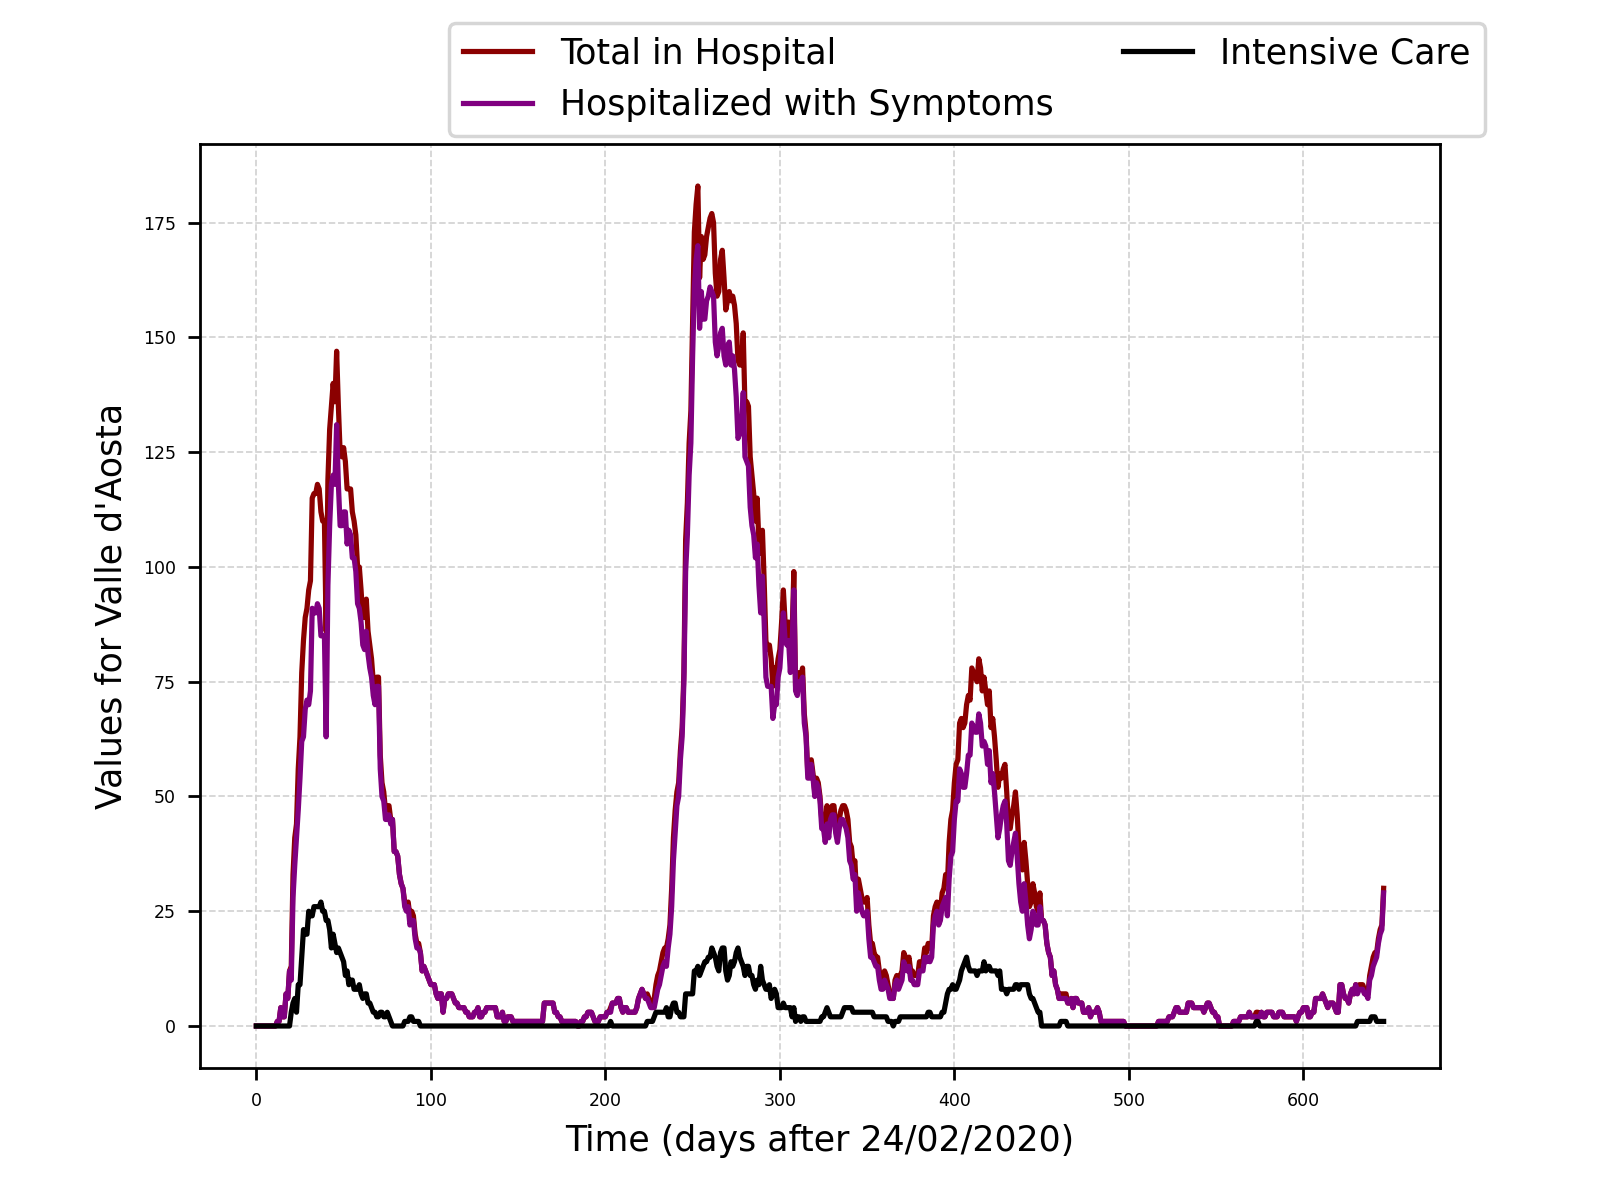 Total in Hospital
Hospitalized with Symptoms
Intensive Care
Values for Valle d'Aosta
175
150
125
100
75
50
25
0
0 100 200 300 400 500 600
Time (days after 24/02/2020)